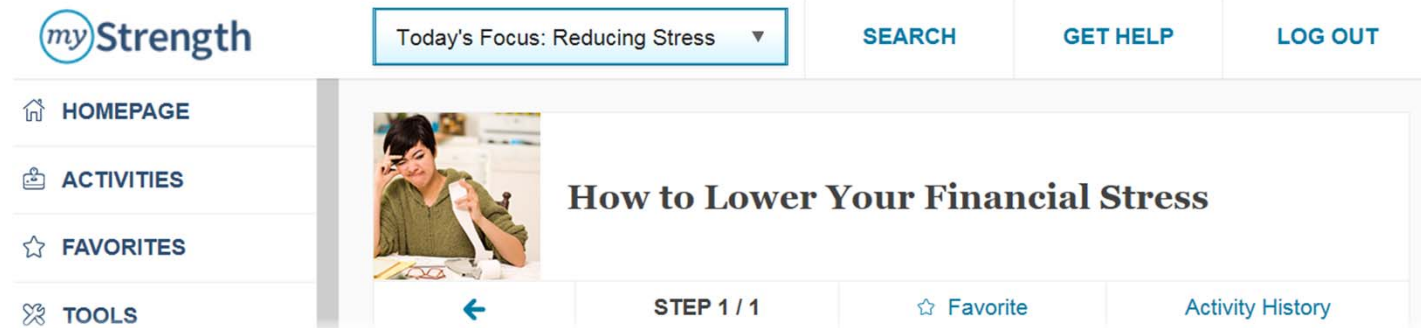 myStrength
Today's Focus: Reducing Stress
SEARCH
GET HELP
LOG OUT
HOMEPAGE
ACTIVITIES
FAVORITES
TOOLS
How to Lower Your Financial Stress
STEP 1 / 1
Favorite
Activity History